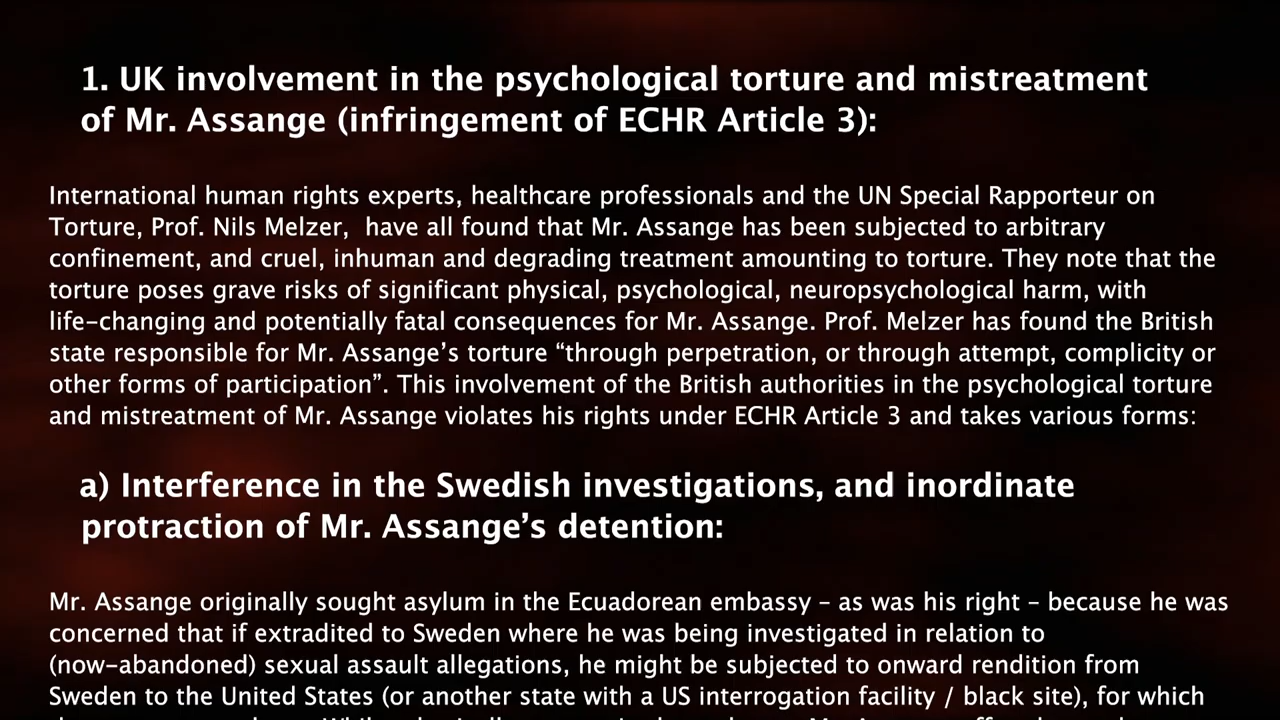 1. UK involvement in the psychological torture and mistreatment
of Mr. Assange (infringement of ECHR Article 3):
International human rights experts, healthcare professionals and the UN Special Rapporteur on
Torture, Prof. Nils Melzer,  have all found that Mr. Assange has been subjected to arbitrary
confinement, and cruel, inhuman and degrading treatment amounting to torture. They note that the
torture poses grave risks of significant physical, psychological, neuropsychological harm, with
life-changing and potentially fatal consequences for Mr. Assange. Prof. Melzer has found the British
state responsible for Mr. Assange’s torture “through perpetration, or through attempt, complicity or
other forms of participation”. This involvement of the British authorities in the psychological torture
and mistreatment of Mr. Assange violates his rights under ECHR Article 3 and takes various forms:
a) Interference in the Swedish investigations, and inordinate
protraction of Mr. Assange’s detention:
Mr. Assange originally sought asylum in the Ecuadorean embassy – as was his right – because he was
concerned that if extradited to Sweden where he was being investigated in relation to
(now-abandoned) sexual assault allegations, he might be subjected to onward rendition from
Sweden to the United States (or another state with a US interrogation facility / black site), for which